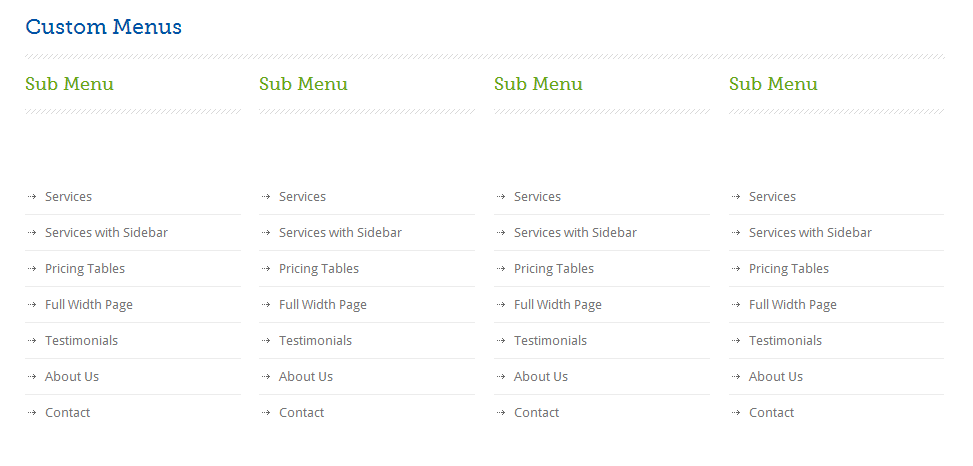 Custom Menus
Sub Menu
Services
Services with Sidebar
Pricing Tables
Full Width Page
Testimonials
About Us
Contact
Sub Menu
Services
Services with Sidebar
Pricing Tables
Full Width Page
Testimonials
About Us
Contact
Sub Menu
Services
Services with Sidebar
Pricing Tables
Full Width Page
Testimonials
About Us
Contact
Sub Menu
Services
Services with Sidebar
Pricing Tables
Full Width Page
Testimonials
About Us
Contact